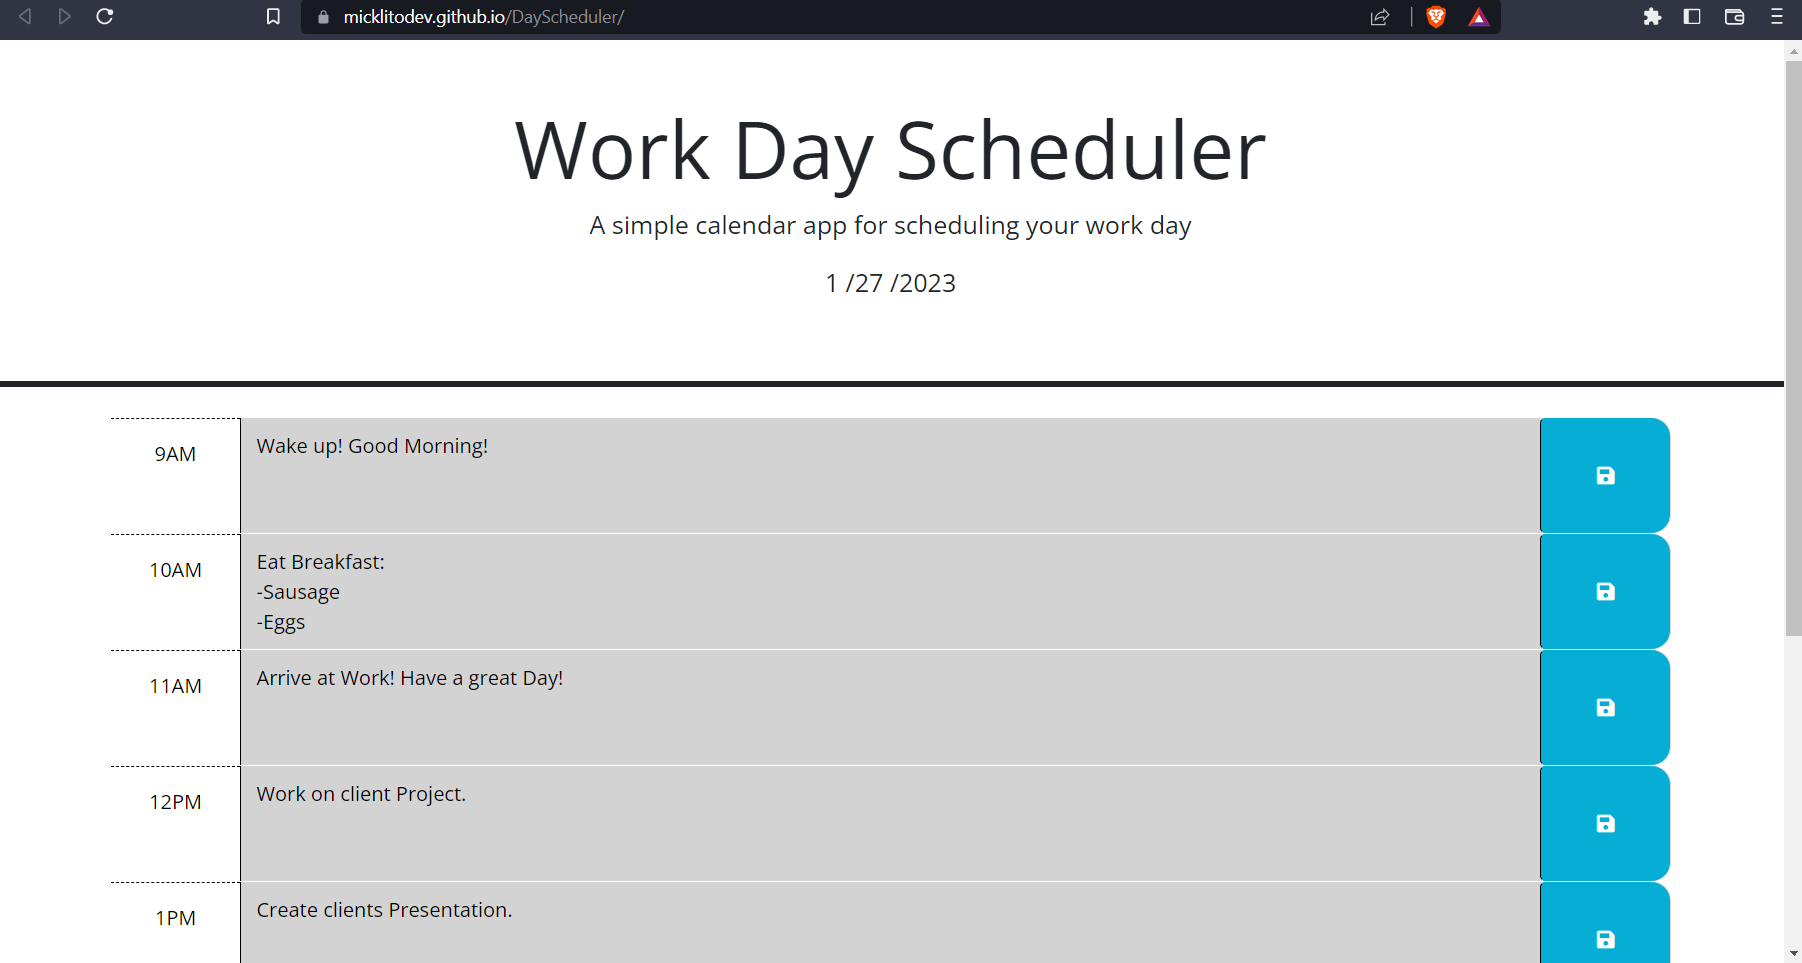 micklitodev.github.io/DayScheduler/
Work Day Scheduler
A simple calendar app for scheduling your work day
1 /27 /2023
9AM
Wake up! Good Morning!
10AM
Eat Breakfast:
-Sausage
-Eggs
11AM
Arrive at Work! Have a great Day!
12PM
Work on client Project.
1PM
Create clients Presentation.